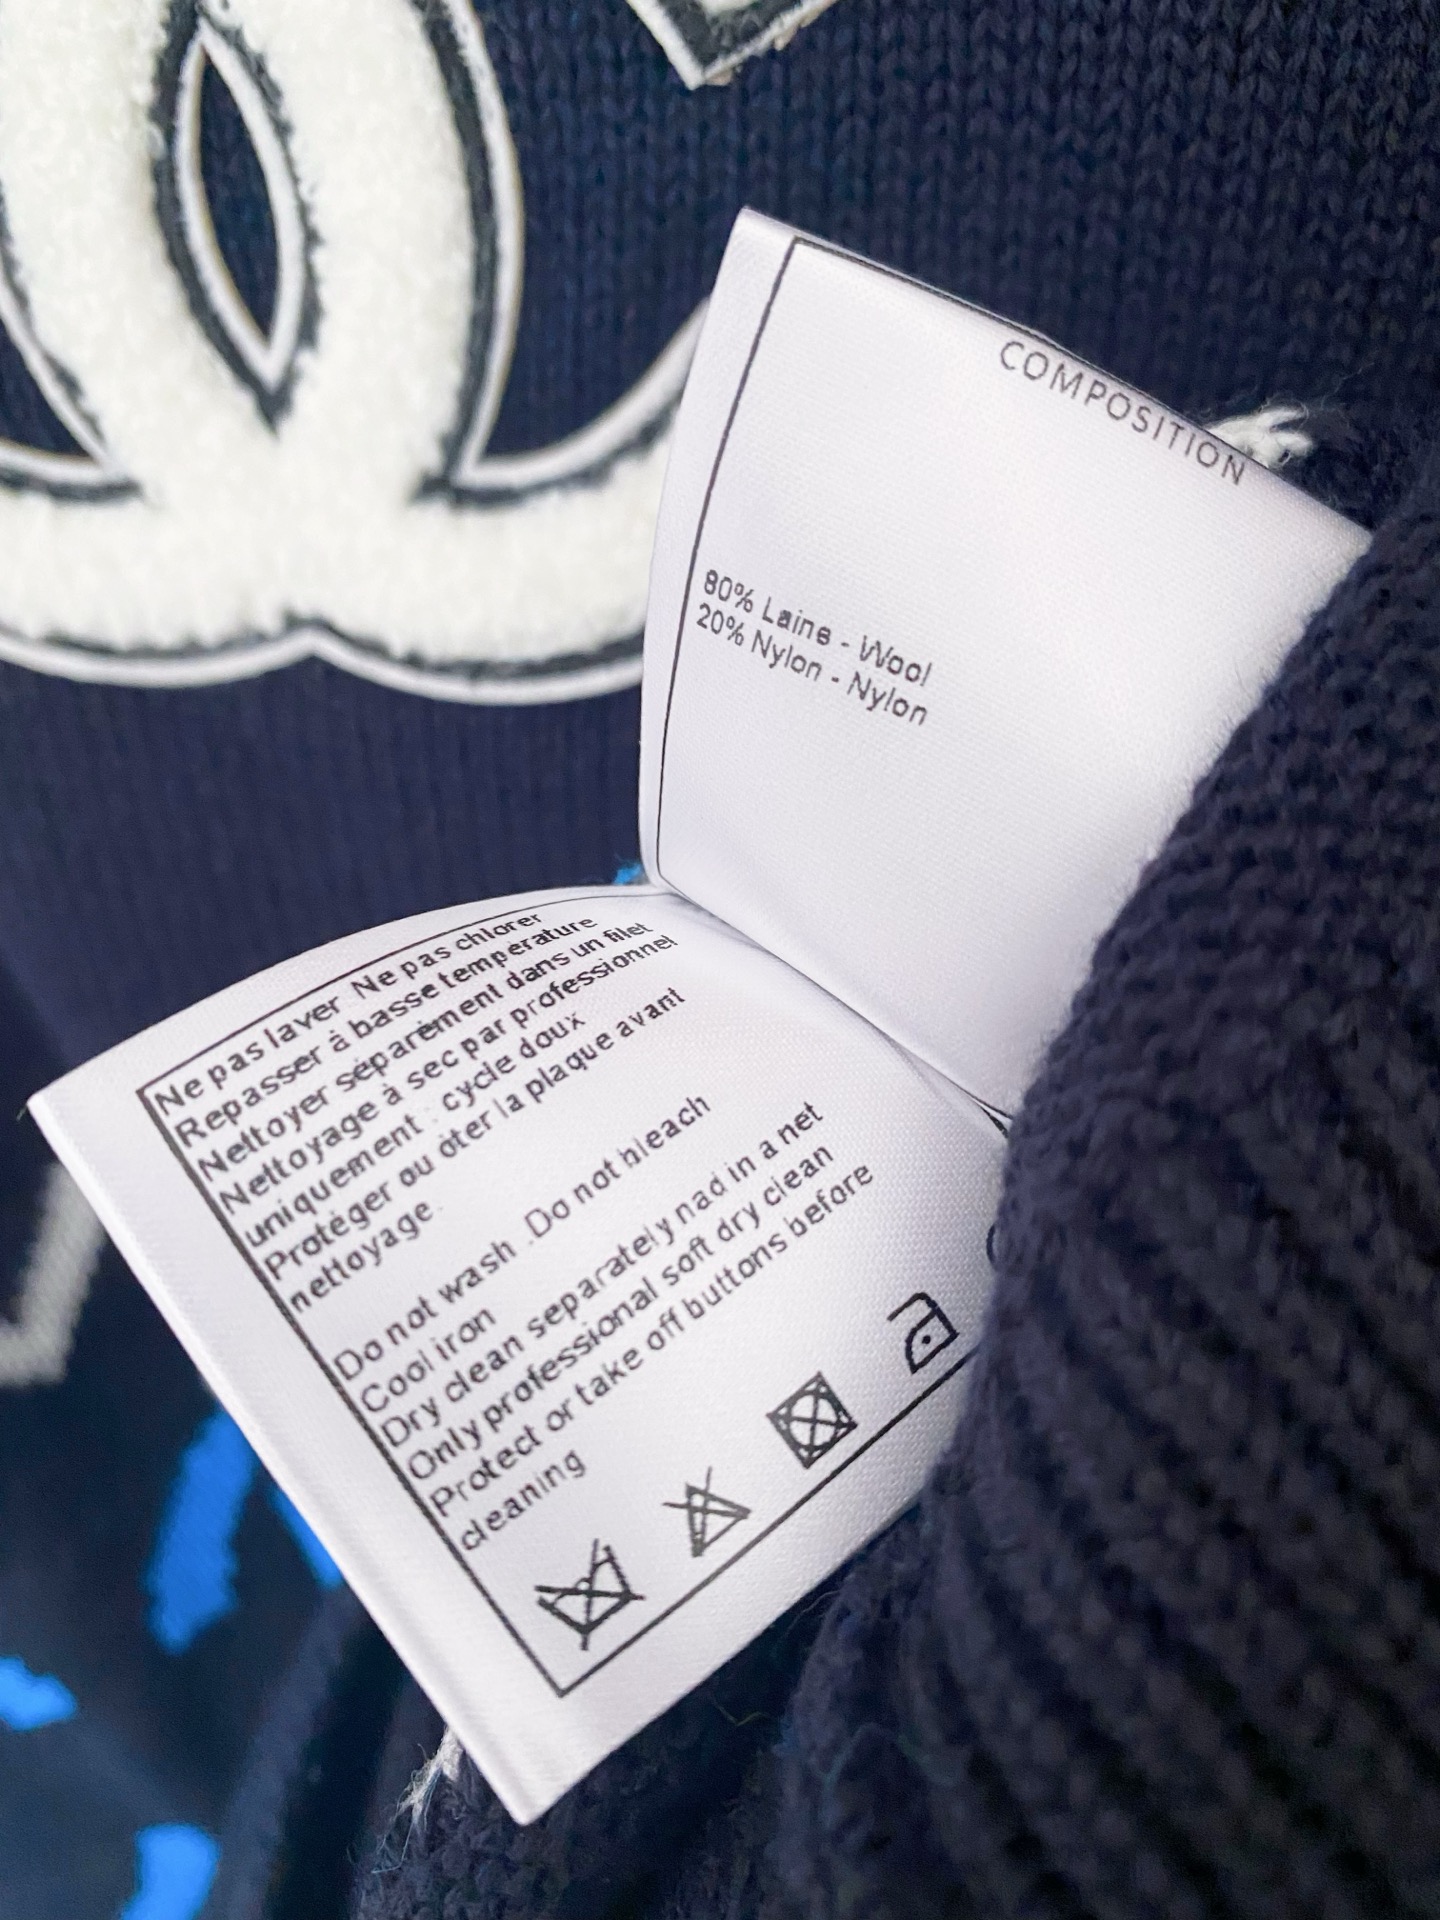 COMPOSITION
80% Laine - Wool
20% Nylon - Nylon
Ne pas laver Ne pas chlorer
Repasser à basse température
Nettoyer séparément dans un filet
Nettoyage à sec par professionnel
uniquement : cycle doux
Protéger ou ôter la plaque avant
nettoyage.
Do not wash .Do not bleach
Cool iron
Dry clean separately nad in a net
Only professional soft dry clean
Protect or take off buttons before
cleaning